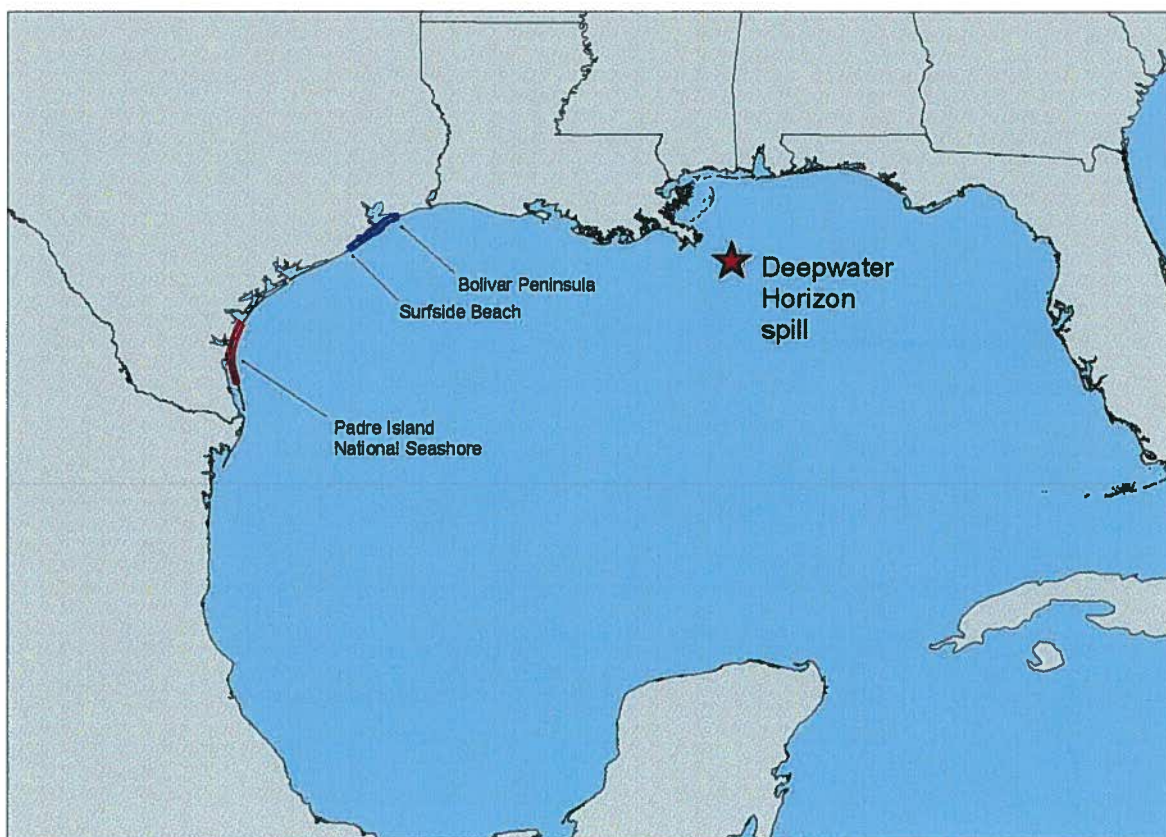 Deepwater
Horizon
spill
Bolivar Peninsula
Surfside Beach
Padre Island
National Seashore